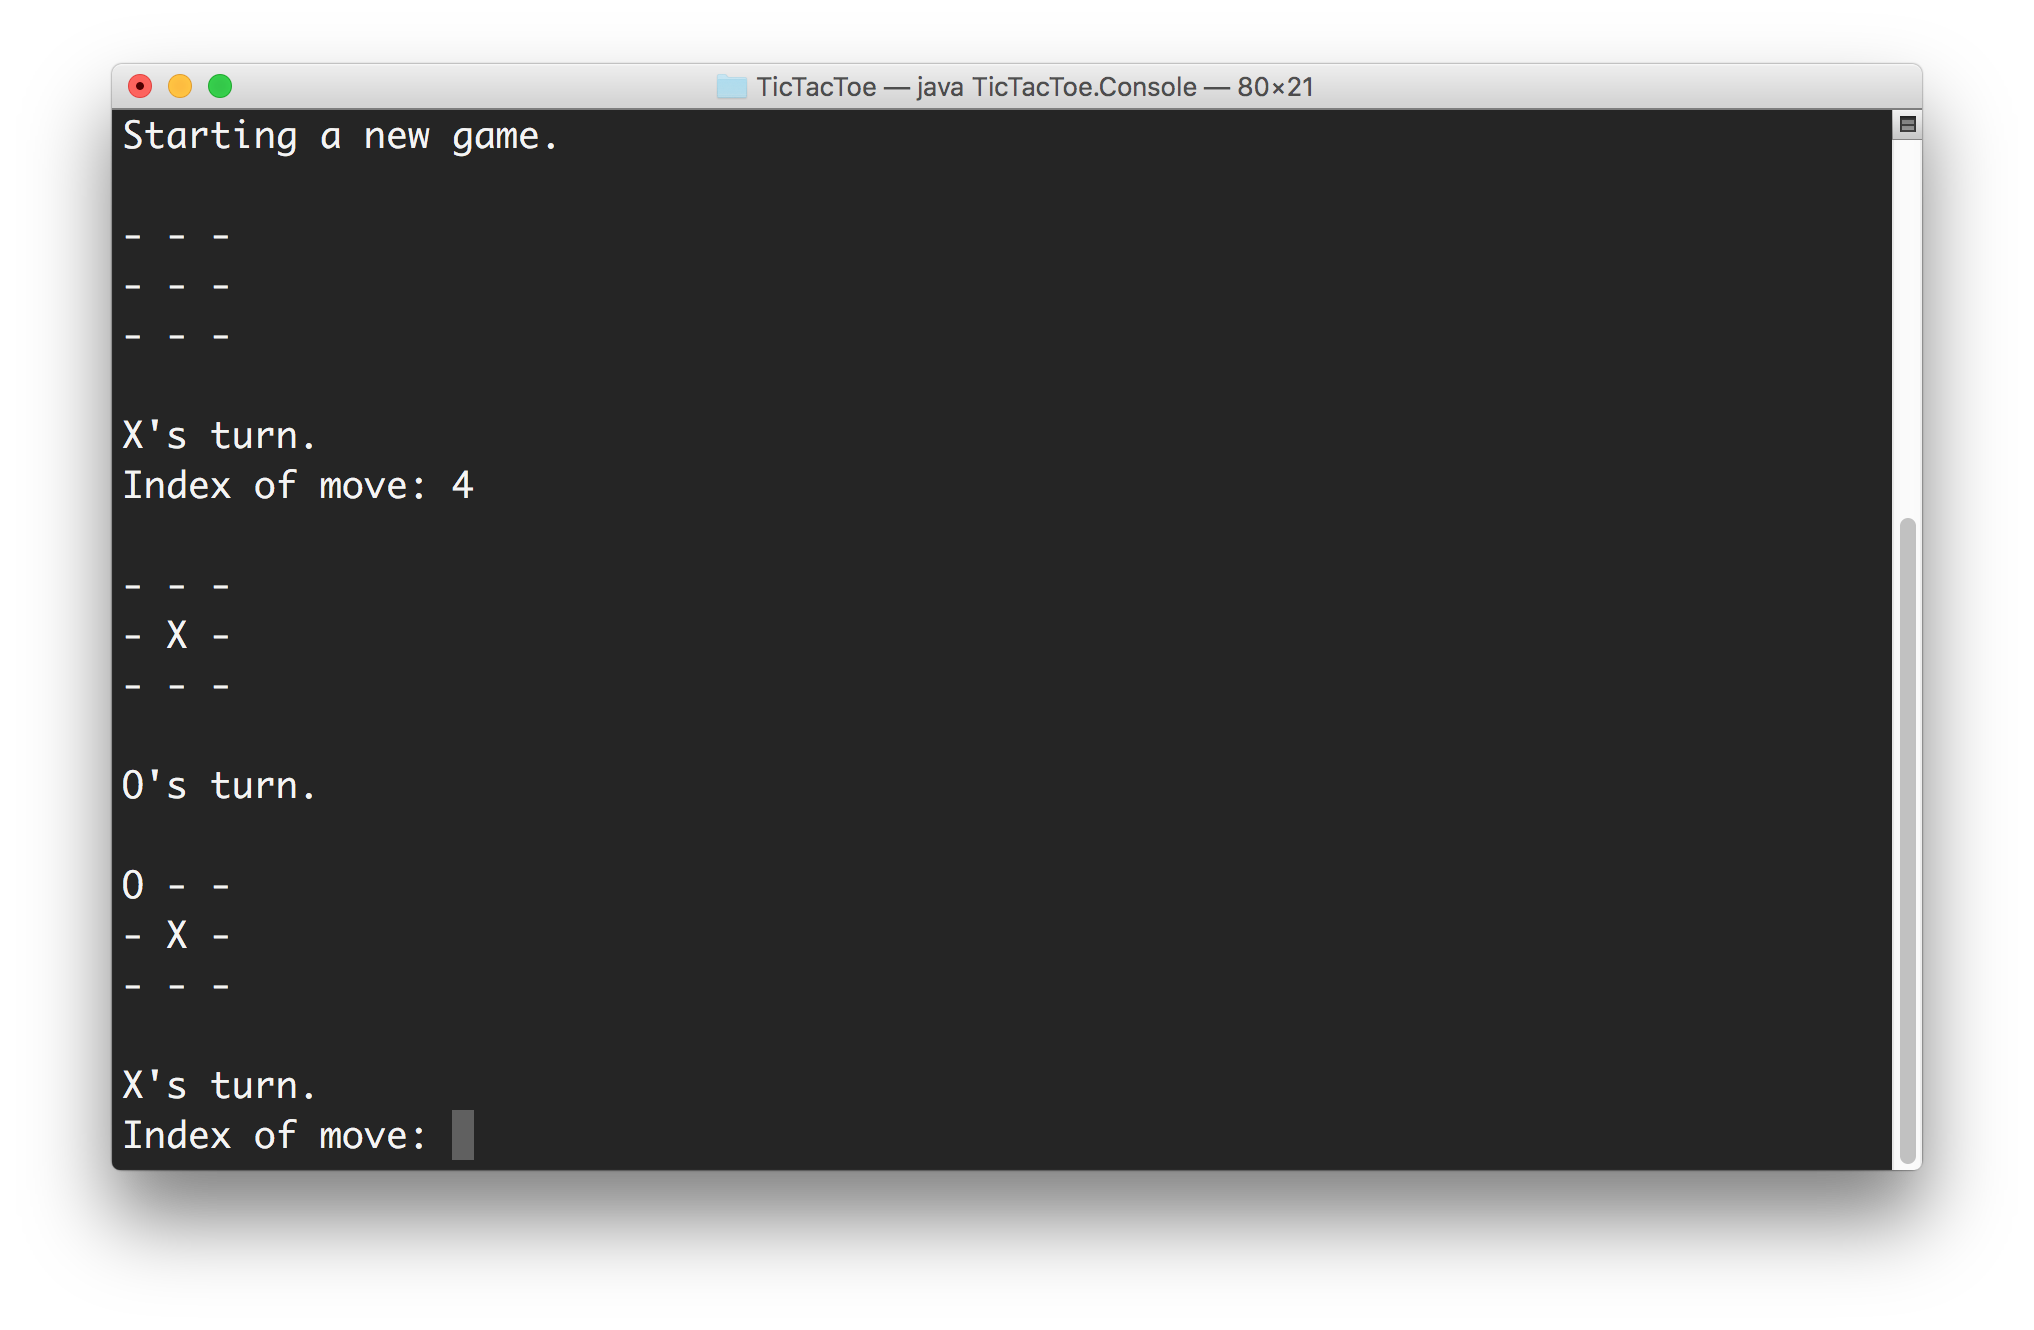 TicTacToe — java TicTacToe.Console — 80×21
Starting a new game.
- - -
- - -
- - -
X's turn.
Index of move: 4
- - -
- X -
- - -
O's turn.
O - -
- X -
- - -
X's turn.
Index of move: